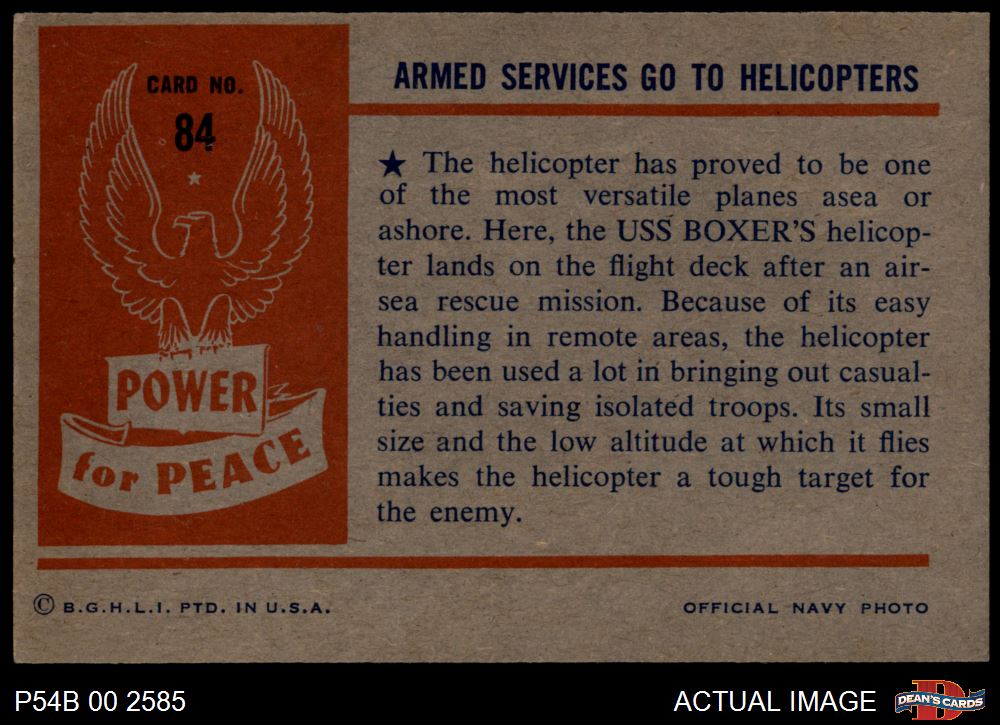 CARD NO.
84
POWER
for PEACE
ARMED SERVICES GO TO HELICOPTERS
★ The helicopter has proved to be one
of the most versatile planes asea or
ashore. Here, the USS BOXER'S helicop-
ter lands on the flight deck after an air-
sea rescue mission. Because of its easy
handling in remote areas, the helicopter
has been used a lot in bringing out casual-
ties and saving isolated troops. Its small
size and the low altitude at which it flies
makes the helicopter a tough target for
the enemy.
© B.G.H.L.I. PTD. IN U.S.A.
OFFICIAL NAVY PHOTO
P54B 00 2585
ACTUAL IMAGE
DEAN'S CARDS